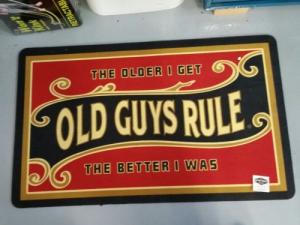 THE OLDER I GET
OLD GUYS RULE
THE BETTER I WAS